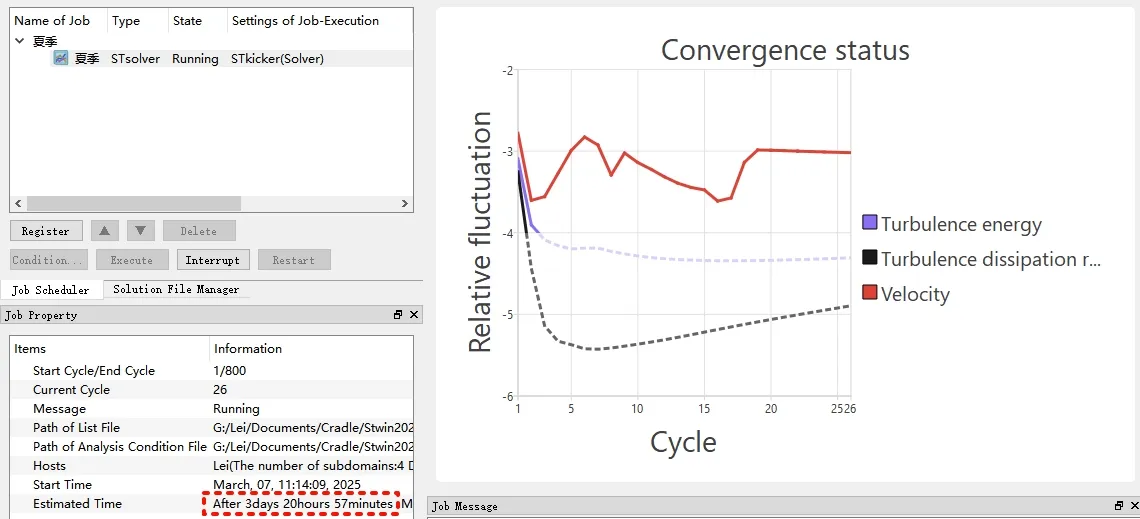 Name of Job Type State Settings of Job-Execution
夏季
夏季 STsolver Running STkicker(Solver)
Register ▲ ▼ Delete
Condition... Execute Interrupt Restart
Job Scheduler Solution File Manager
Job Property
Items Information
Start Cycle/End Cycle 1/800
Current Cycle 26
Message Running
Path of List File G:/Lei/Documents/Cradle/Stwin202
Path of Analysis Condition File G:/Lei/Documents/Cradle/Stwin202
Hosts Lei(The number of subdomains:4 D
Start Time March, 07, 11:14:09, 2025
Estimated Time After 3days 20hours 57minutes M
Convergence status
Relative fluctuation
-2
-3
-4
-5
-6
1 5 10 15 20 2526
Cycle
Turbulence energy
Turbulence dissipation r...
Velocity
Job Message